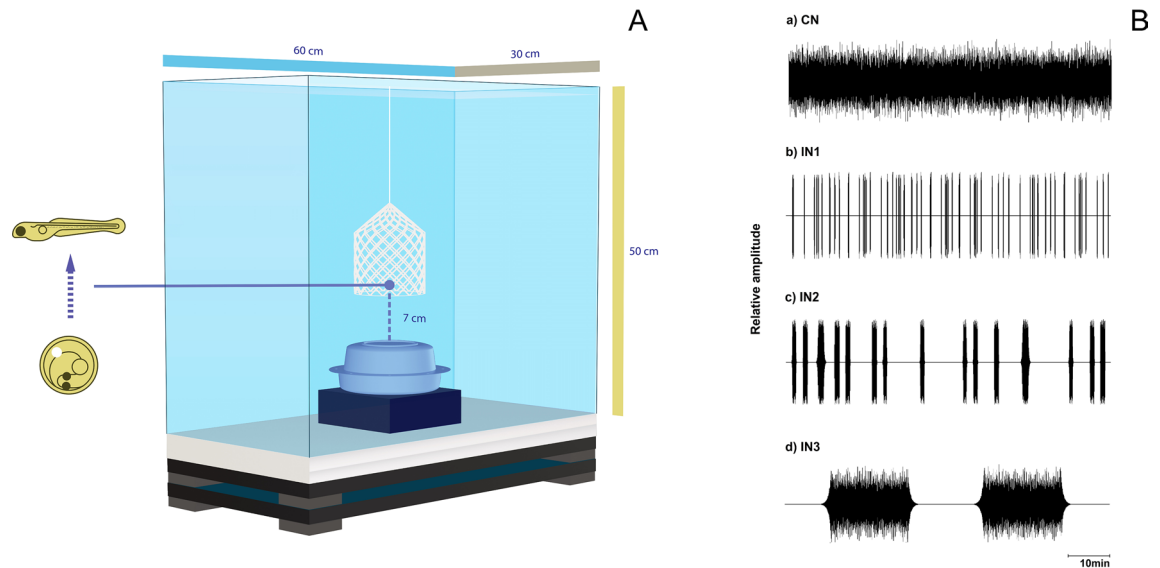 A
60 cm
30 cm
50 cm
7 cm
B
a) CN
b) IN1
c) IN2
d) IN3
Relative amplitude
10min